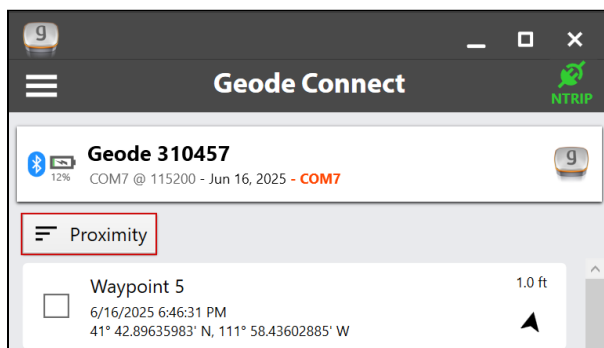 g
Geode Connect
NTRIP
Geode 310457
COM7 @ 115200 - Jun 16, 2025 - COM7
12%
g
Proximity
Waypoint 5
1.0 ft
6/16/2025 6:46:31 PM
41° 42.89635983' N, 111° 58.43602885' W